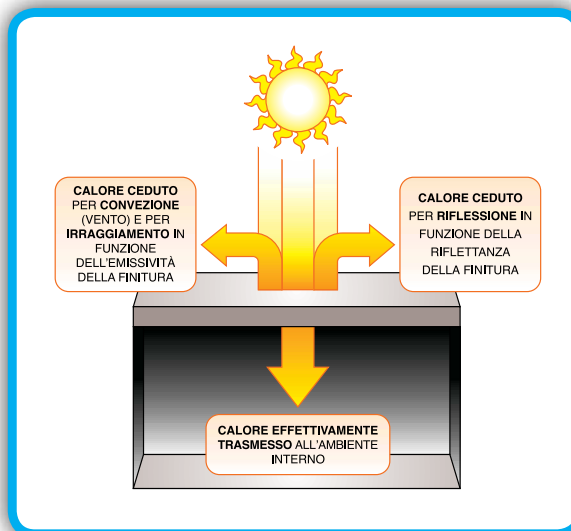 CALORE CEDUTO
PER CONVEZIONE
(VENTO) E PER
IRRAGGIAMENTO IN
FUNZIONE
DELL'EMISSIVITÀ
DELLA FINITURA
CALORE CEDUTO
PER RIFLESSIONE IN
FUNZIONE DELLA
RIFLETTANZA
DELLA FINITURA
CALORE EFFETTIVAMENTE
TRASMESSO ALL'AMBIENTE
INTERNO